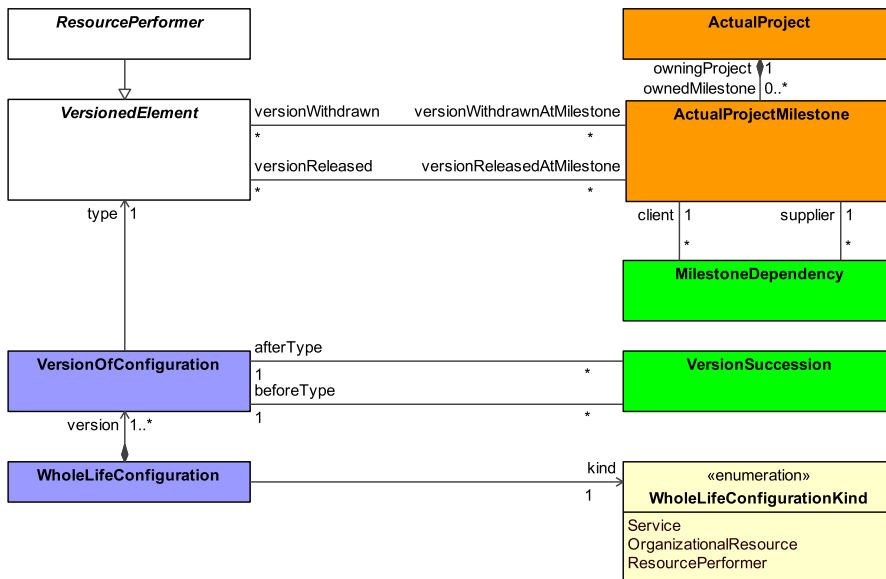 ResourcePerformer
ActualProject
owningProject 1
ownedMilestone 0..*
VersionedElement
versionWithdrawn versionWithdrawnAtMilestone
* *
ActualProjectMilestone
versionReleased versionReleasedAtMilestone
* *
type 1
client 1 supplier 1
* *
MilestoneDependency
VersionOfConfiguration
afterType
1 *
beforeType
1 *
VersionSuccession
version 1..*
WholeLifeConfiguration
kind
1
«enumeration»
WholeLifeConfigurationKind
Service
OrganizationalResource
ResourcePerformer